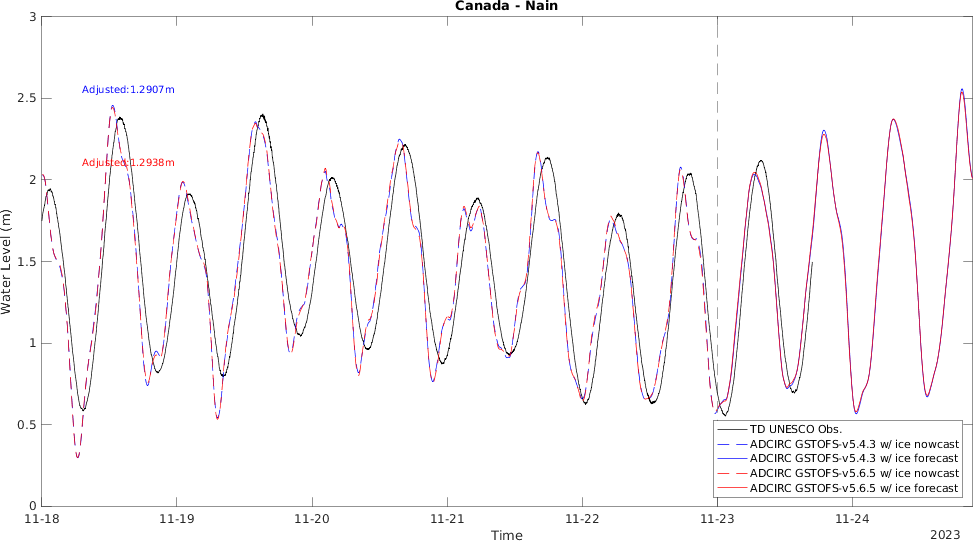 Canada - Nain
3
2.5
2
1.5
1
0.5
0
Water Level (m)
Adjusted:1.2907m
Adjusted:1.2938m
TD UNESCO Obs.
ADCIRC GSTOFS-v5.4.3 w/ ice nowcast
ADCIRC GSTOFS-v5.4.3 w/ ice forecast
ADCIRC GSTOFS-v5.6.5 w/ ice nowcast
ADCIRC GSTOFS-v5.6.5 w/ ice forecast
11-18 11-19 11-20 11-21 11-22 11-23 11-24
Time
2023